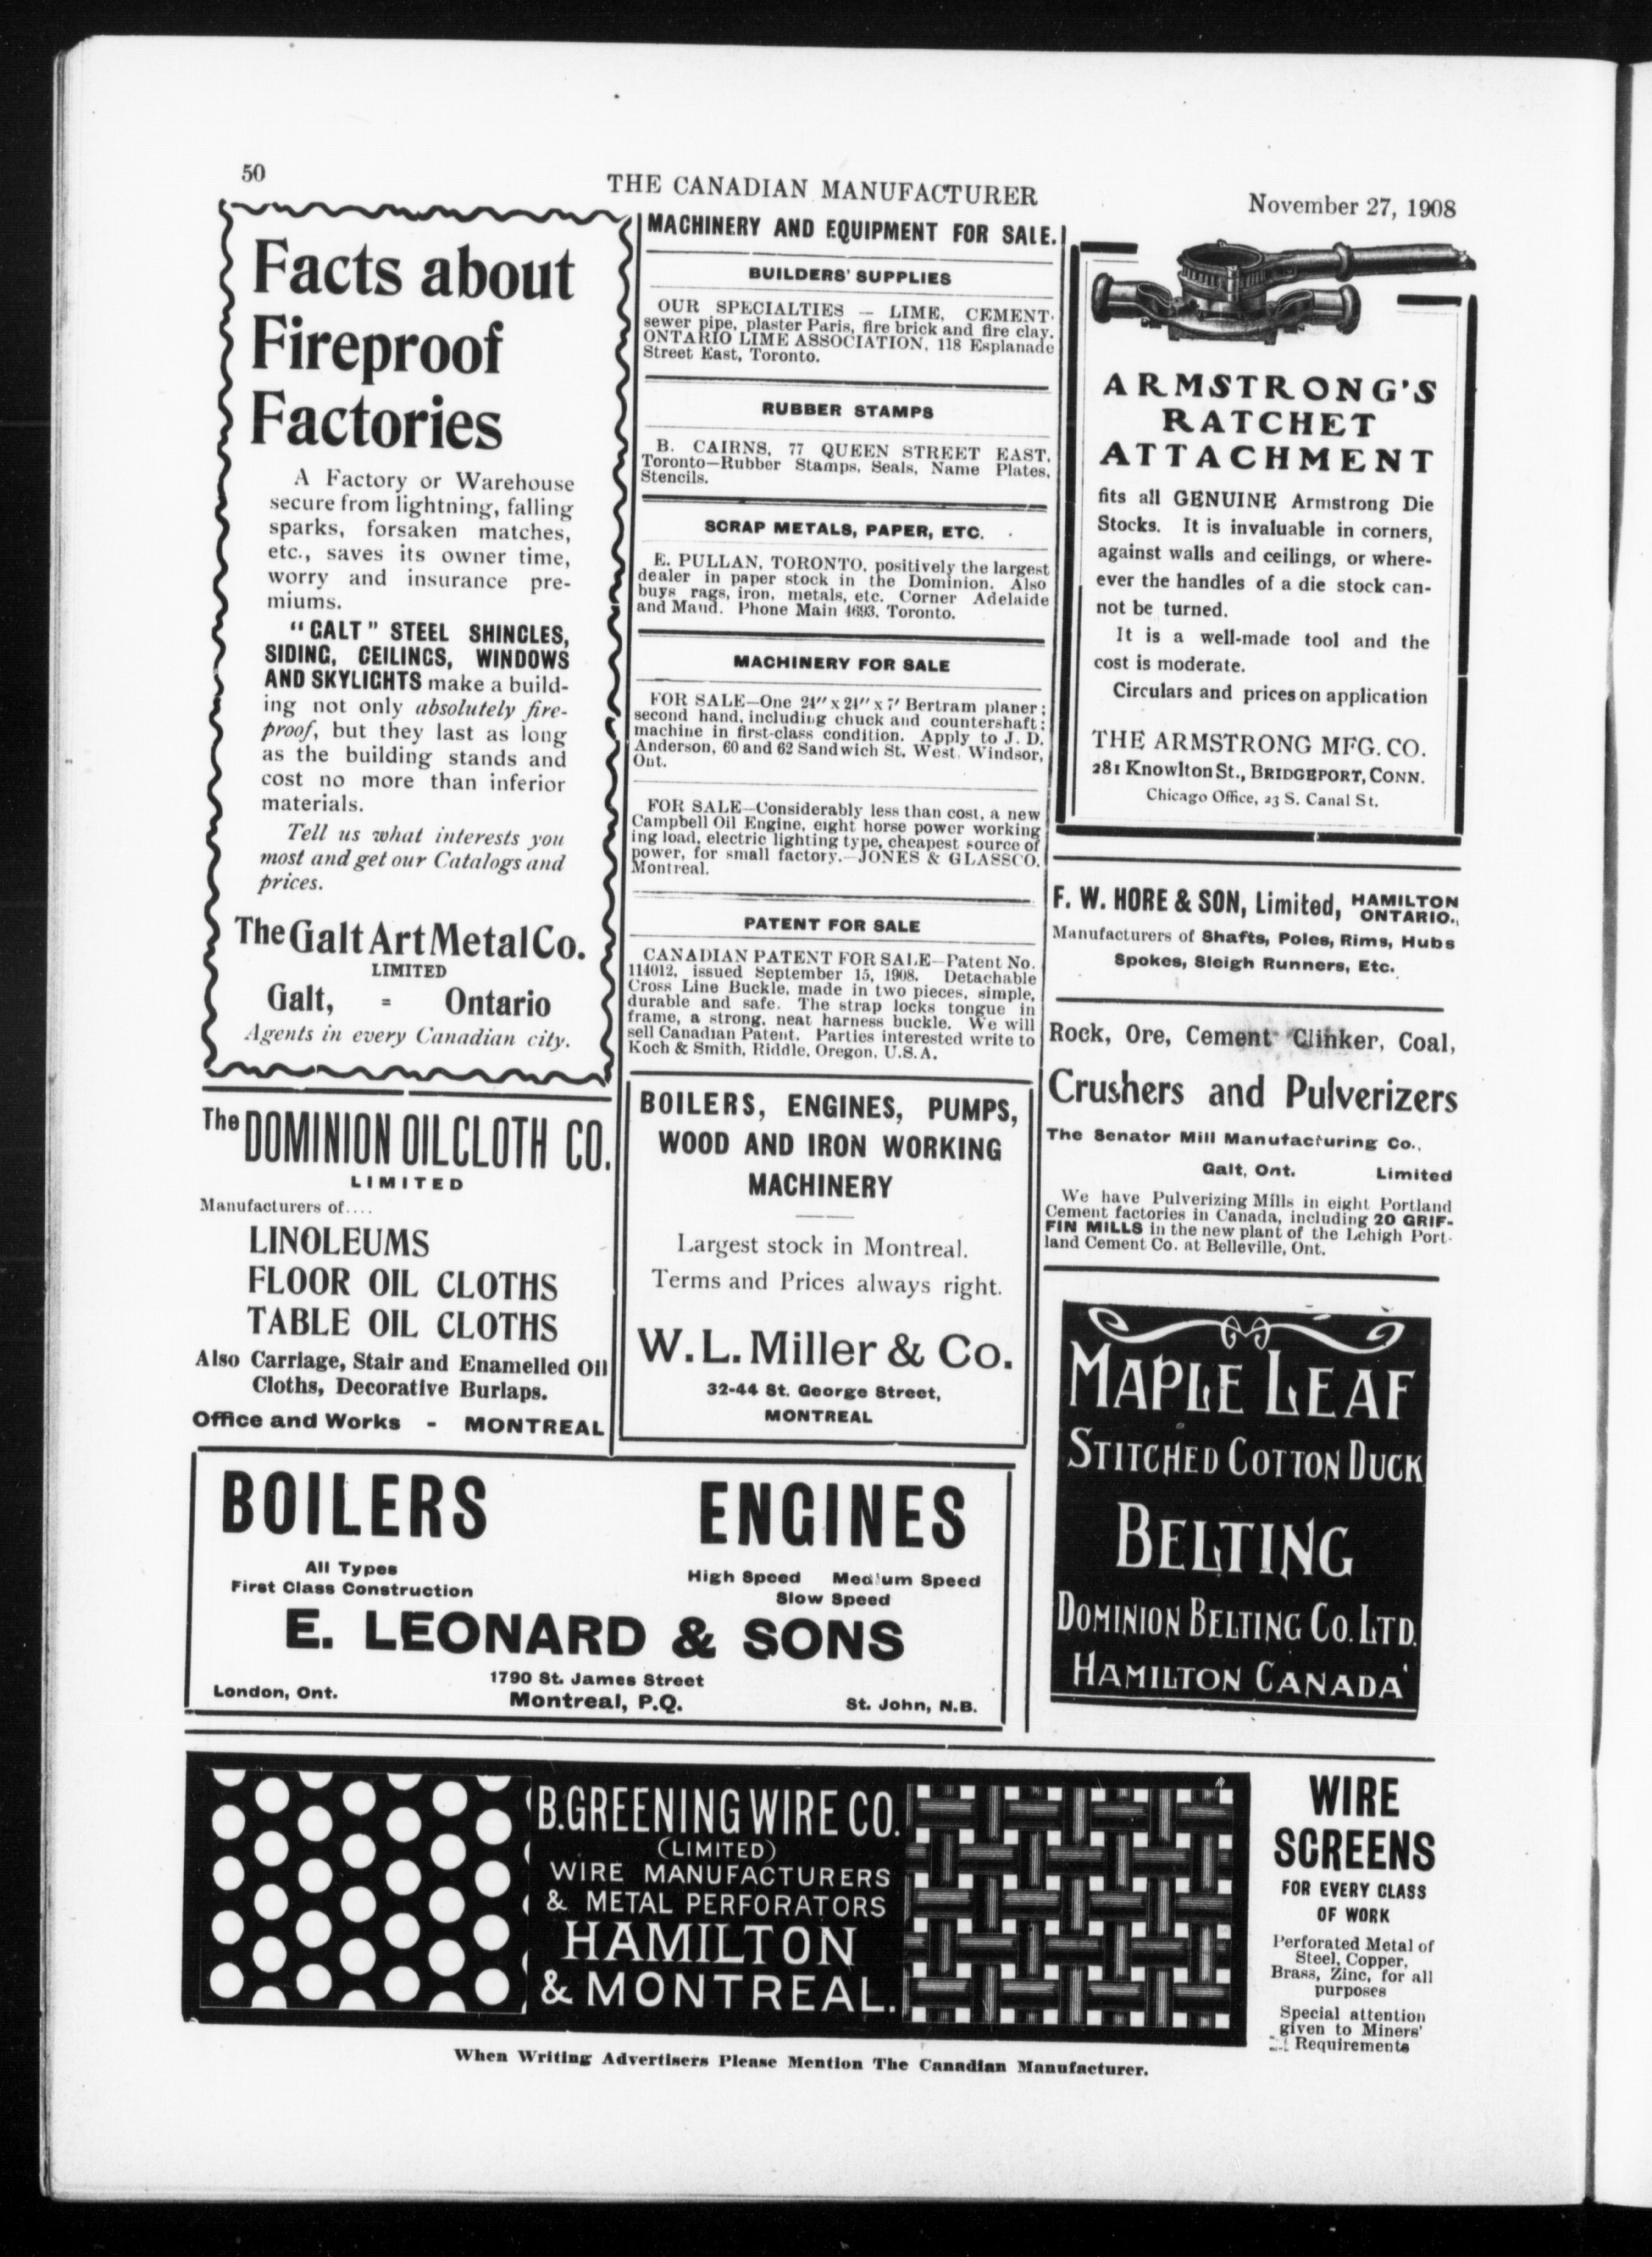 50
THE CANADIAN MANUFACTURER
November 27, 1908
Facts about
Fireproof
Factories
A Factory or Warehouse
secure from lightning, falling
sparks, forsaken matches,
etc., saves its owner time,
worry and insurance pre-
miums.
"GALT" STEEL SHINGLES,
SIDING, CEILINGS, WINDOWS
AND SKYLIGHTS make a build-
ing not only absolutely fire-
proof, but they last as long
as the building stands and
cost no more than inferior
materials.
Tell us what interests you
most and get our Catalogs and
prices.
The Galt Art Metal Co.
LIMITED
Galt, = Ontario
Agents in every Canadian city.
The DOMINION OILCLOTH CO.
LIMITED
Manufacturers of....
LINOLEUMS
FLOOR OIL CLOTHS
TABLE OIL CLOTHS
Also Carriage, Stair and Enamelled Oil
Cloths, Decorative Burlaps.
Office and Works - MONTREAL
MACHINERY AND EQUIPMENT FOR SALE.
BUILDERS' SUPPLIES
OUR SPECIALTIES — LIME, CEMENT,
sewer pipe, plaster Paris, fire brick and fire clay.
ONTARIO LIME ASSOCIATION, 118 Esplanade
Street East, Toronto.
RUBBER STAMPS
B. CAIRNS, 77 QUEEN STREET EAST,
Toronto—Rubber Stamps, Seals, Name Plates,
Stencils.
SCRAP METALS, PAPER, ETC.
E. PULLAN, TORONTO, positively the largest
dealer in paper stock in the Dominion. Also
buys rags, iron, metals, etc. Corner Adelaide
and Maud. Phone Main 4693, Toronto.
MACHINERY FOR SALE
FOR SALE—One 24" x 24" x 7' Bertram planer;
second hand, including chuck and countershaft;
machine in first-class condition. Apply to J. D.
Anderson, 60 and 62 Sandwich St. West, Windsor,
Ont.
FOR SALE—Considerably less than cost, a new
Campbell Oil Engine, eight horse power working
ing load, electric lighting type, cheapest source of
power, for small factory.—JONES & GLASSCO,
Montreal.
PATENT FOR SALE
CANADIAN PATENT FOR SALE—Patent No.
114012, issued September 15, 1908. Detachable
Cross Line Buckle, made in two pieces, simple,
durable and safe. The strap locks tongue in
frame, a strong, neat harness buckle. We will
sell Canadian Patent. Parties interested write to
Koch & Smith, Riddle, Oregon, U.S.A.
BOILERS, ENGINES, PUMPS,
WOOD AND IRON WORKING
MACHINERY
Largest stock in Montreal.
Terms and Prices always right.
W. L. Miller & Co.
32-44 St. George Street,
MONTREAL
ARMSTRONG'S
RATCHET
ATTACHMENT
fits all GENUINE Armstrong Die
Stocks. It is invaluable in corners,
against walls and ceilings, or where-
ever the handles of a die stock can-
not be turned.
It is a well-made tool and the
cost is moderate.
Circulars and prices on application
THE ARMSTRONG MFG. CO.
281 Knowlton St., BRIDGEPORT, CONN.
Chicago Office, 23 S. Canal St.
F. W. HORE & SON, Limited, HAMILTON
ONTARIO.,
Manufacturers of Shafts, Poles, Rims, Hubs
Spokes, Sleigh Runners, Etc.
Rock, Ore, Cement Clinker, Coal,
Crushers and Pulverizers
The Senator Mill Manufacturing Co.,
Galt, Ont. Limited
We have Pulverizing Mills in eight Portland
Cement factories in Canada, including 20 GRIF-
FIN MILLS in the new plant of the Lehigh Port-
land Cement Co. at Belleville, Ont.
MAPLE LEAF
STITCHED COTTON DUCK
BELTING
DOMINION BELTING CO. LTD.
HAMILTON CANADA
BOILERS
All Types
First Class Construction
ENGINES
High Speed Medium Speed
Slow Speed
E. LEONARD & SONS
1790 St. James Street
London, Ont. Montreal, P.Q. St. John, N.B.
B. GREENING WIRE CO.
(LIMITED)
WIRE MANUFACTURERS
& METAL PERFORATORS
HAMILTON
& MONTREAL.
WIRE
SCREENS
FOR EVERY CLASS
OF WORK
Perforated Metal of
Steel, Copper,
Brass, Zinc, for all
purposes
Special attention
given to Miners'
Requirements
When Writing Advertisers Please Mention The Canadian Manufacturer.